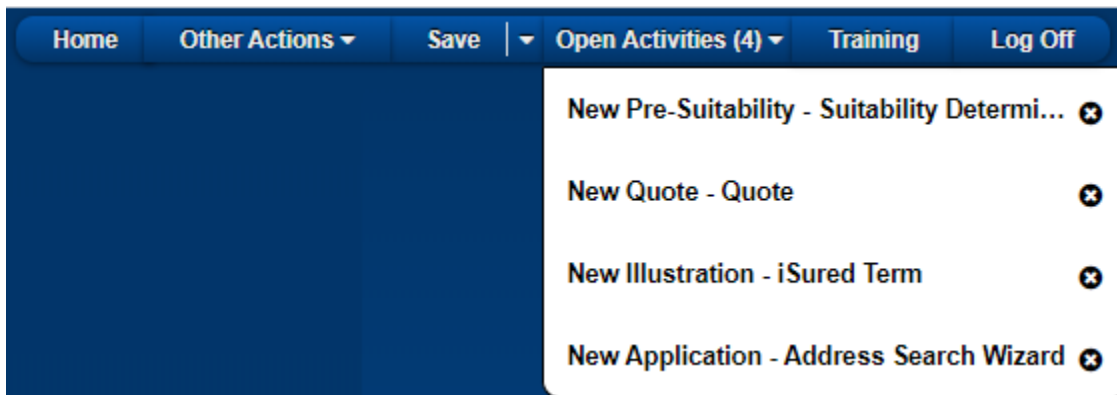 Home Other Actions Save Open Activities (4) Training Log Off
New Pre-Suitability - Suitability Determi...
New Quote - Quote
New Illustration - iSured Term
New Application - Address Search Wizard